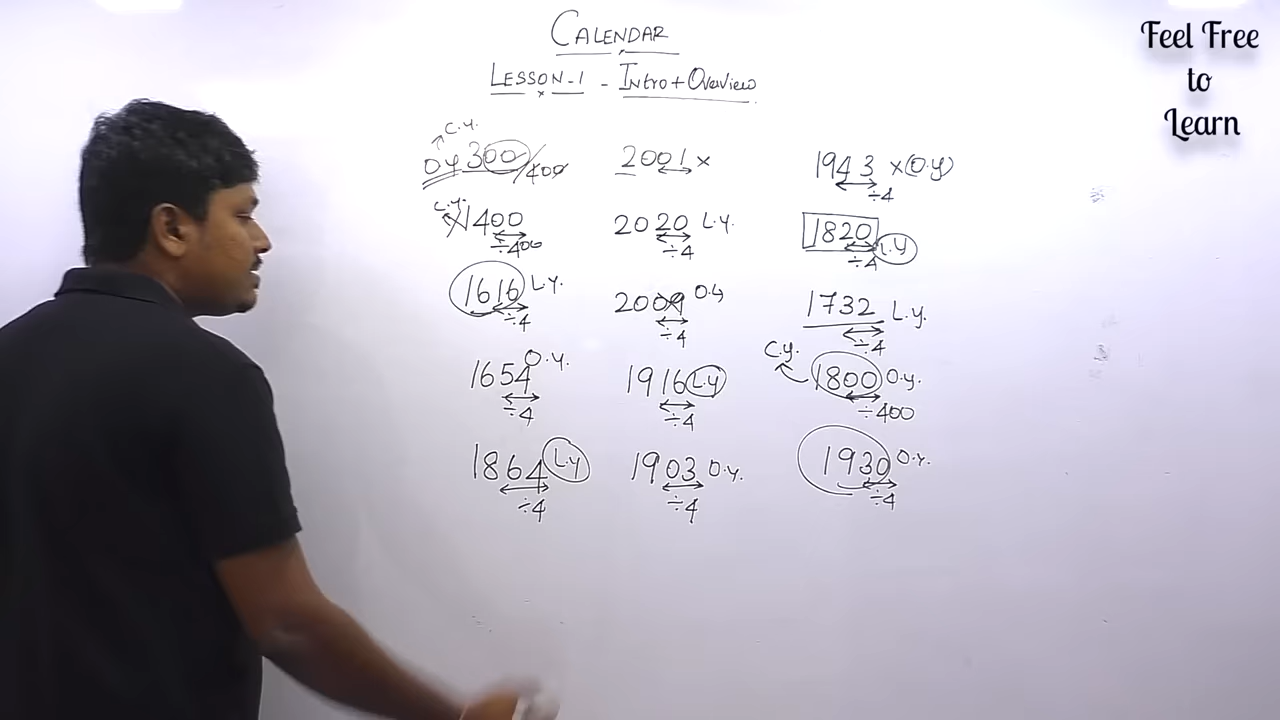 CALENDAR
LESSON-1 - Intro + Overview
Feel Free
to
Learn
C.Y.
O.Y 300/400
C.Y.
1400
÷400
1616 L.Y.
÷4
1654 O.Y.
÷4
1864 L.Y
÷4
2001 ×
2020 L.Y.
÷4
2009 O.Y
÷4
1916 L.Y
÷4
1903 O.Y.
÷4
1943 × (O.Y)
÷4
1820 L.Y
÷4
1732 L.Y.
÷4
C.Y.
1800 O.Y.
÷400
1930 O.Y.
÷4